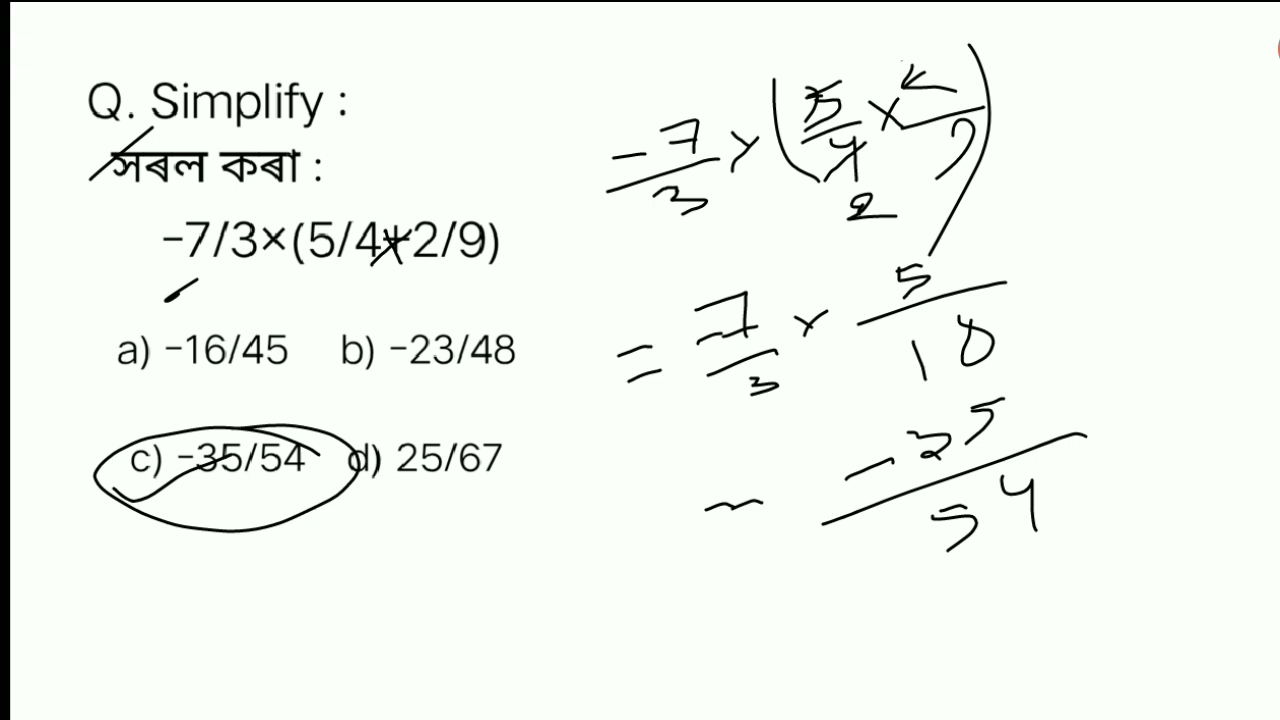 Q. Simplify :
সৰল কৰা :
-7/3×(5/4+2/9)
a) -16/45 b) -23/48
c) -35/54 d) 25/67
-7/3 × (5/4 × 2/9)
2
= -7/3 × 5/18
= -35/54